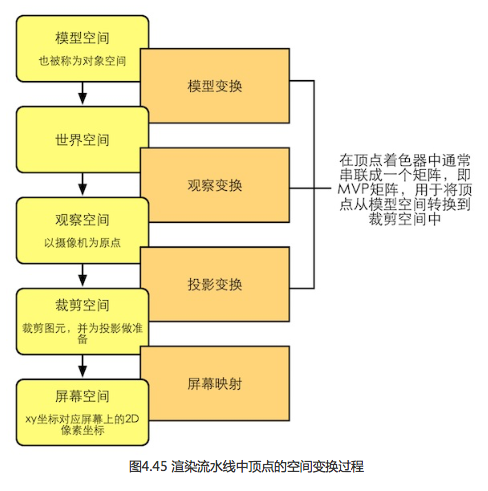 模型空间
也被称为对象空间
模型变换
世界空间
观察变换
观察空间
以摄像机为原点
投影变换
裁剪空间
裁剪图元，并为投影做准
备
屏幕映射
屏幕空间
xy坐标对应屏幕上的2D
像素坐标
在顶点着色器中通常
串联成一个矩阵，即
MVP矩阵，用于将顶
点从模型空间转换到
裁剪空间中
图4.45 渲染流水线中顶点的空间变换过程